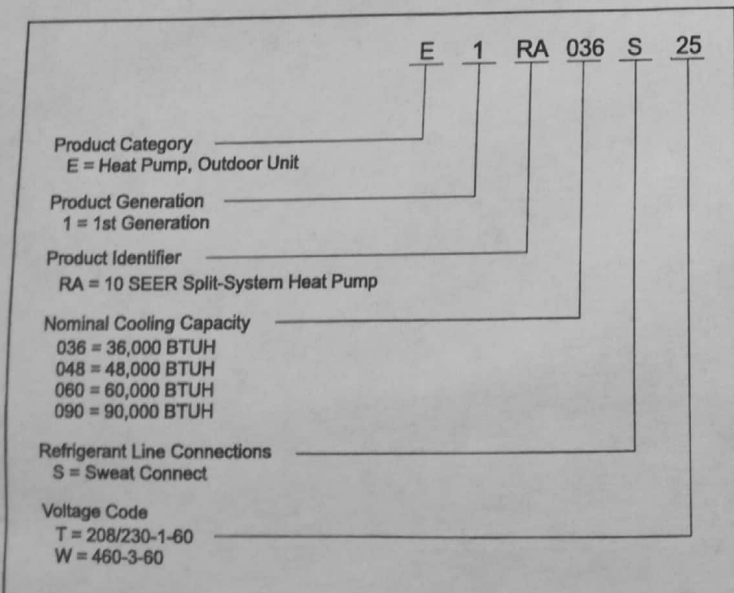 E 1 RA 036 S 25
Product Category
E = Heat Pump, Outdoor Unit
Product Generation
1 = 1st Generation
Product Identifier
RA = 10 SEER Split-System Heat Pump
Nominal Cooling Capacity
036 = 36,000 BTUH
048 = 48,000 BTUH
060 = 60,000 BTUH
090 = 90,000 BTUH
Refrigerant Line Connections
S = Sweat Connect
Voltage Code
T = 208/230-1-60
W = 460-3-60